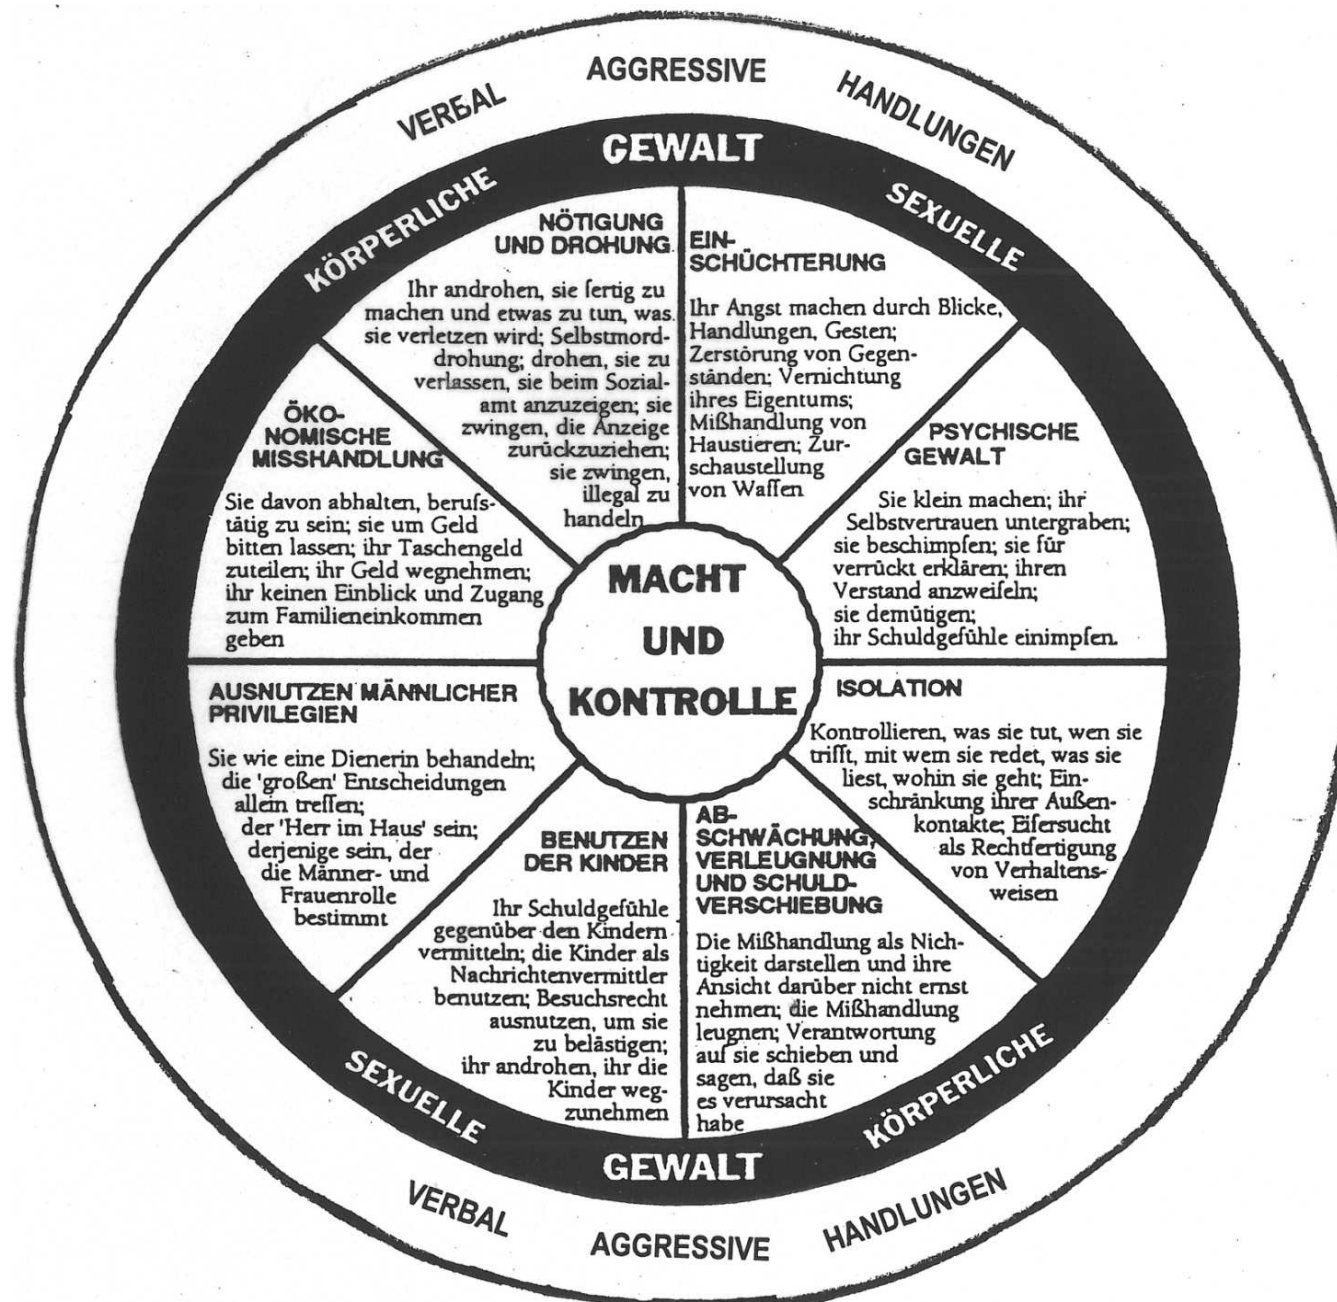 VERBAL AGGRESSIVE HANDLUNGEN
KÖRPERLICHE GEWALT SEXUELLE
NÖTIGUNG
UND DROHUNG
Ihr androhen, sie fertig zu
machen und etwas zu tun, was
sie verletzen wird; Selbstmord-
drohung; drohen, sie zu
verlassen, sie beim Sozial-
amt anzuzeigen; sie
zwingen, die Anzeige
zurückzuziehen;
sie zwingen,
illegal zu
handeln
EIN-
SCHÜCHTERUNG
Ihr Angst machen durch Blicke,
Handlungen, Gesten;
Zerstörung von Gegen-
ständen; Vernichtung
ihres Eigentums;
Mißhandlung von
Haustieren; Zur-
schaustellung
von Waffen
PSYCHISCHE
GEWALT
Sie klein machen; ihr
Selbstvertrauen untergraben;
sie beschimpfen; sie für
verrückt erklären; ihren
Verstand anzweifeln;
sie demütigen;
ihr Schuldgefühle einimpfen.
ISOLATION
Kontrollieren, was sie tut, wen sie
trifft, mit wem sie redet, was sie
liest, wohin sie geht; Ein-
schränkung ihrer Außen-
kontakte; Eifersucht
als Rechtfertigung
von Verhaltens-
weisen
AB-
SCHWÄCHUNG,
VERLEUGNUNG
UND SCHULD-
VERSCHIEBUNG
Die Mißhandlung als Nich-
tigkeit darstellen und ihre
Ansicht darüber nicht ernst
nehmen; die Mißhandlung
leugnen; Verantwortung
auf sie schieben und
sagen, daß sie
es verursacht
habe
BENUTZEN
DER KINDER
Ihr Schuldgefühle
gegenüber den Kindern
vermitteln; die Kinder als
Nachrichtenvermittler
benutzen; Besuchsrecht
ausnutzen, um sie
zu belästigen;
ihr androhen, ihr die
Kinder weg-
zunehmen
AUSNUTZEN MÄNNLICHER
PRIVILEGIEN
Sie wie eine Dienerin behandeln;
die 'großen' Entscheidungen
allein treffen;
der 'Herr im Haus' sein;
derjenige sein, der
die Männer- und
Frauenrolle
bestimmt
ÖKO-
NOMISCHE
MISSHANDLUNG
Sie davon abhalten, berufs-
tätig zu sein; sie um Geld
bitten lassen; ihr Taschengeld
zuteilen; ihr Geld wegnehmen;
ihr keinen Einblick und Zugang
zum Familieneinkommen
geben
MACHT
UND
KONTROLLE
SEXUELLE GEWALT KÖRPERLICHE
VERBAL AGGRESSIVE HANDLUNGEN